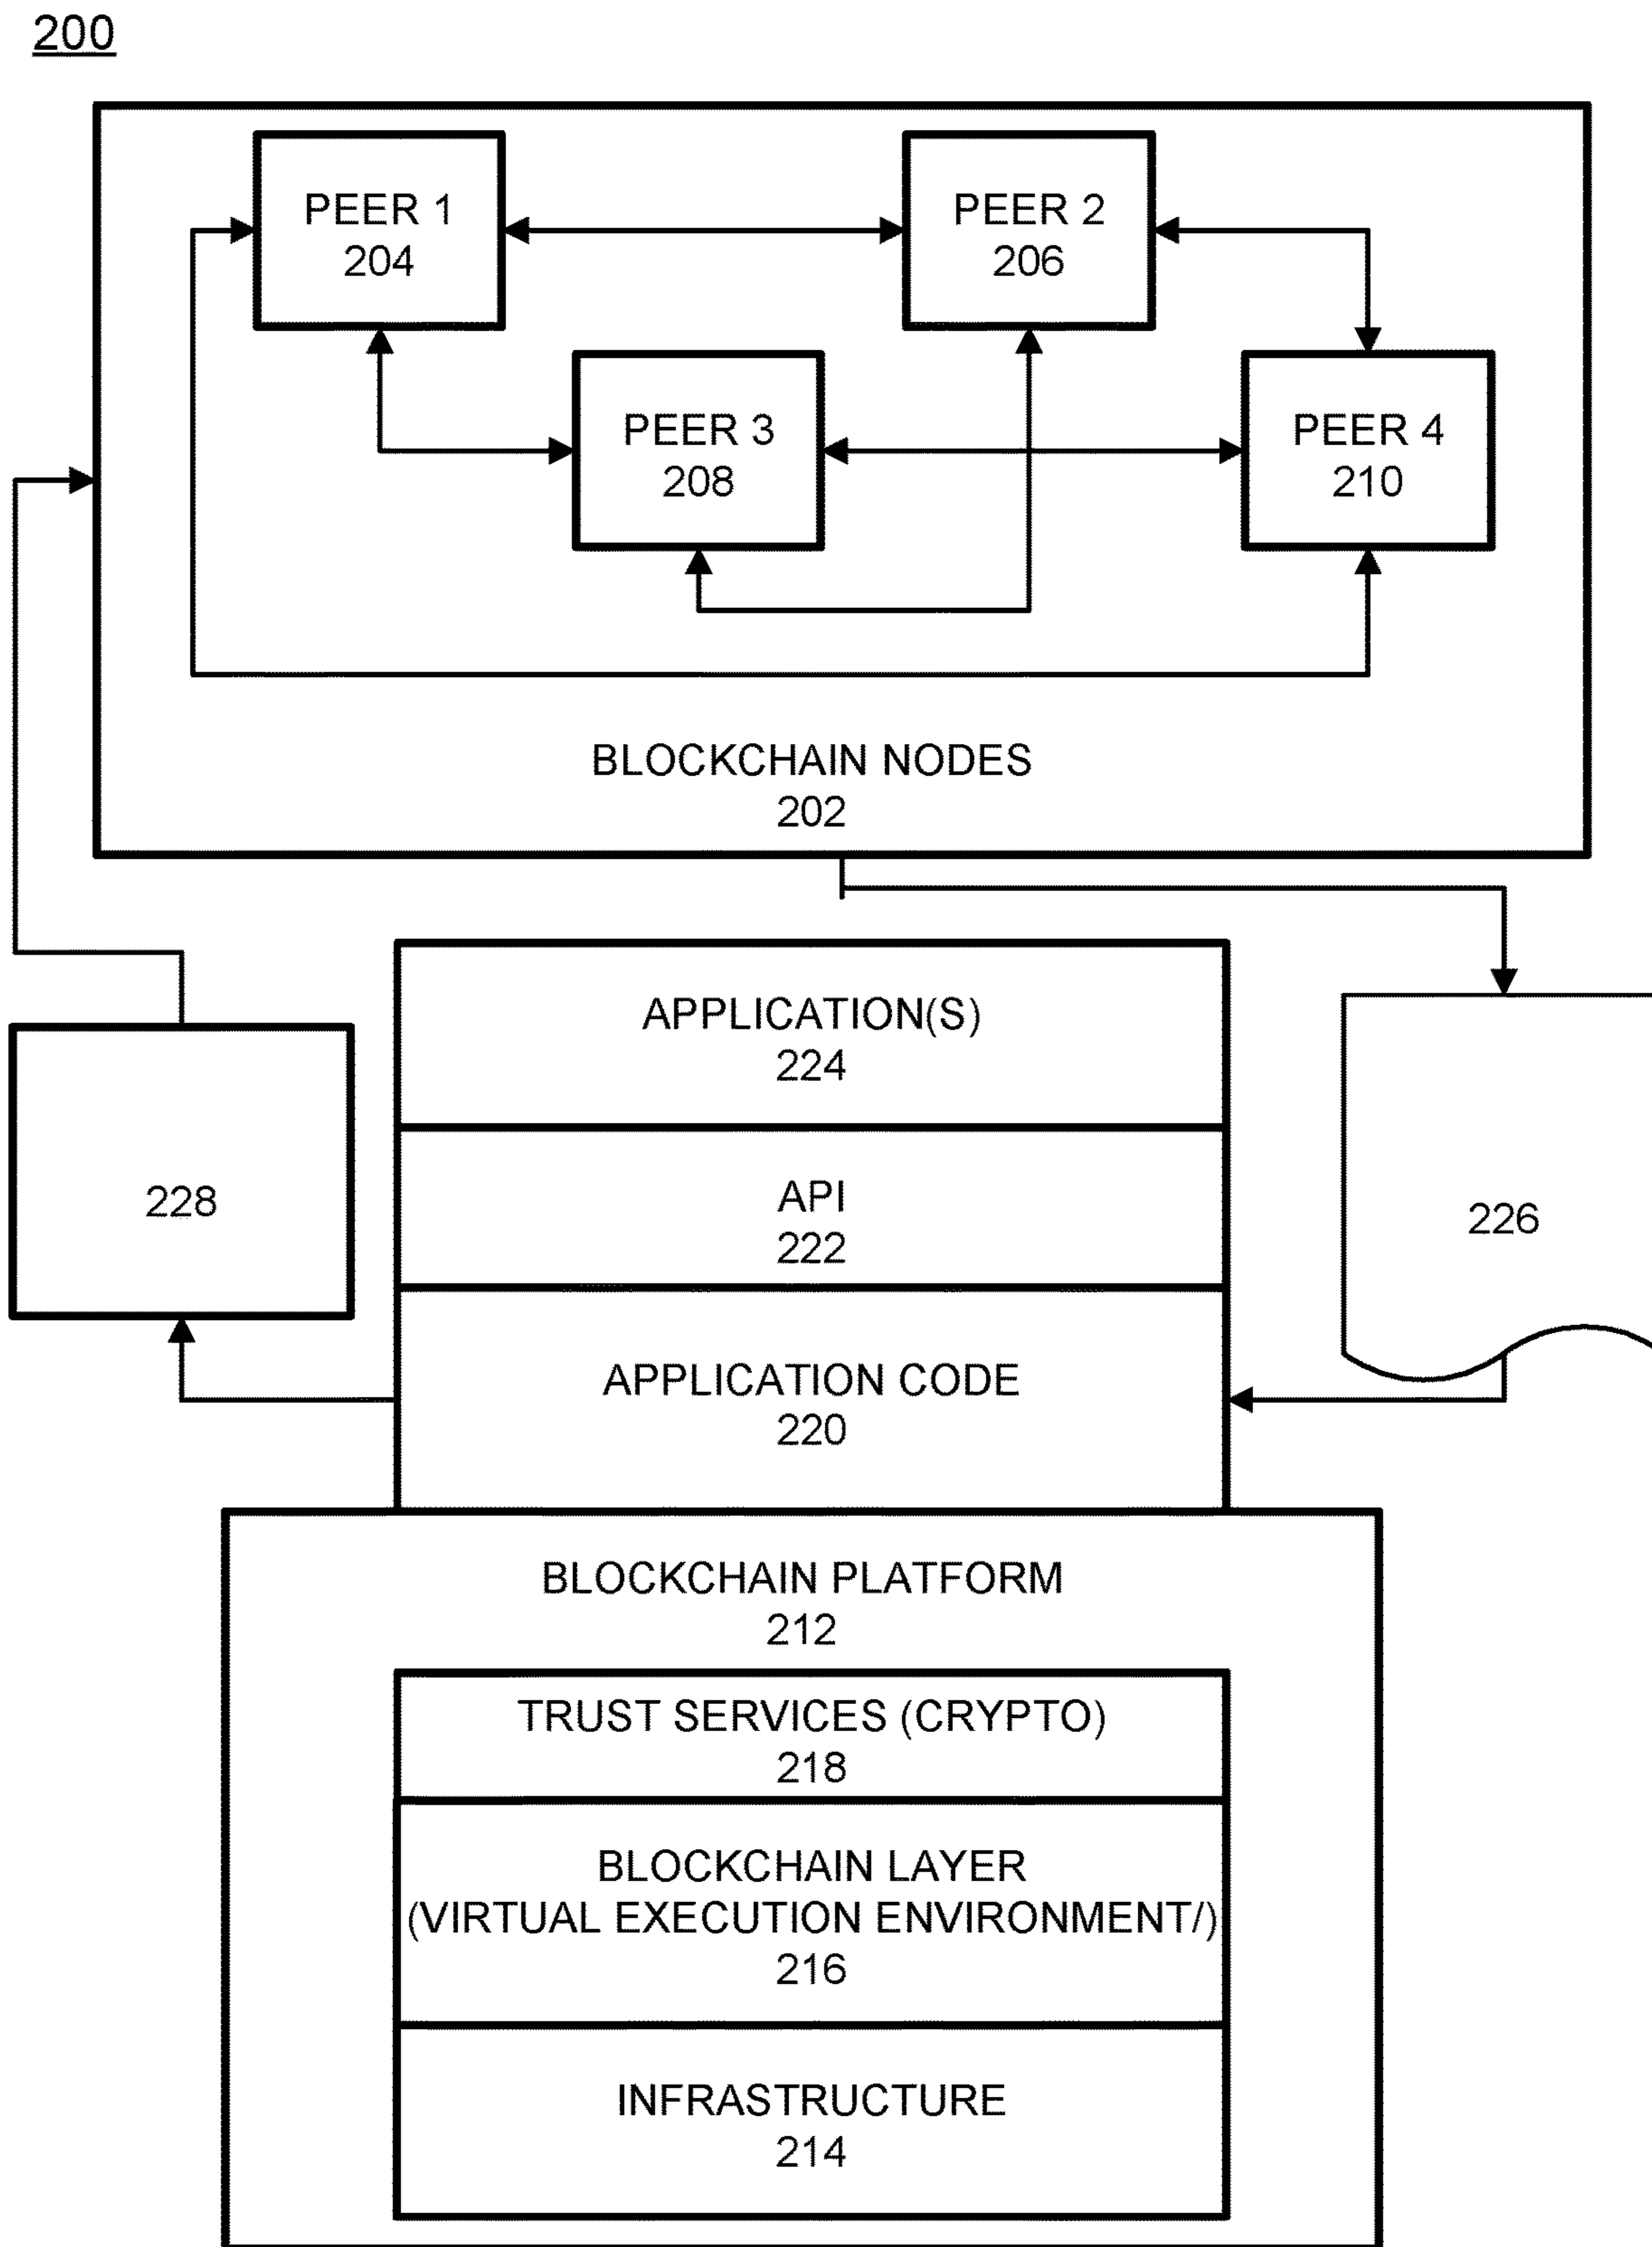 200
PEER 1
204
PEER 2
206
PEER 3
208
PEER 4
210
BLOCKCHAIN NODES
202
APPLICATION(S)
224
API
222
228
226
APPLICATION CODE
220
BLOCKCHAIN PLATFORM
212
TRUST SERVICES (CRYPTO)
218
BLOCKCHAIN LAYER
(VIRTUAL EXECUTION ENVIRONMENT/)
216
INFRASTRUCTURE
214